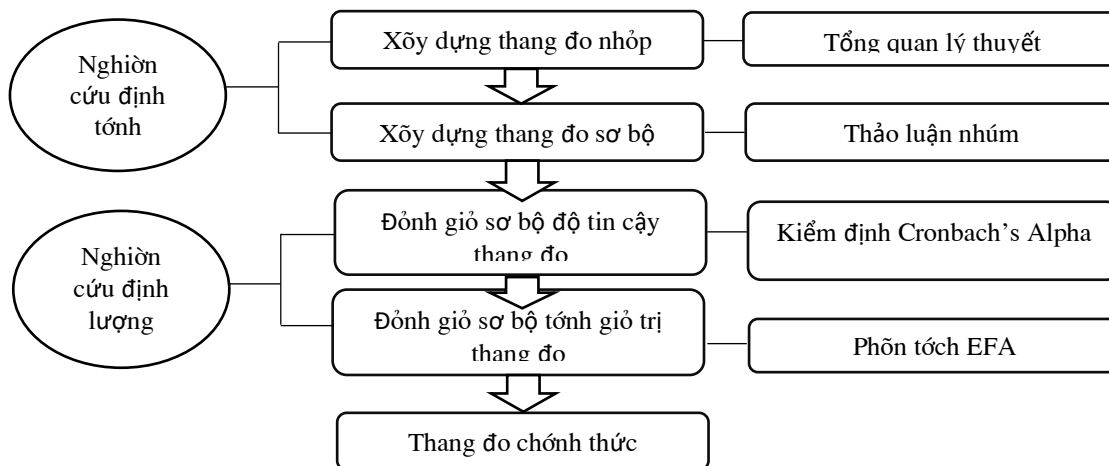 Nghiờn
cứu định
tớnh
Xõy dựng thang đo nhỏp
Tổng quan lý thuyết
Xõy dựng thang đo sơ bộ
Thảo luận nhúm
Nghiờn
cứu định
lượng
Đỏnh giỏ sơ bộ độ tin cậy
thang đo
Kiểm định Cronbach’s Alpha
Đỏnh giỏ sơ bộ tớnh giỏ trị
thang đo
Phõn tớch EFA
Thang đo chớnh thức